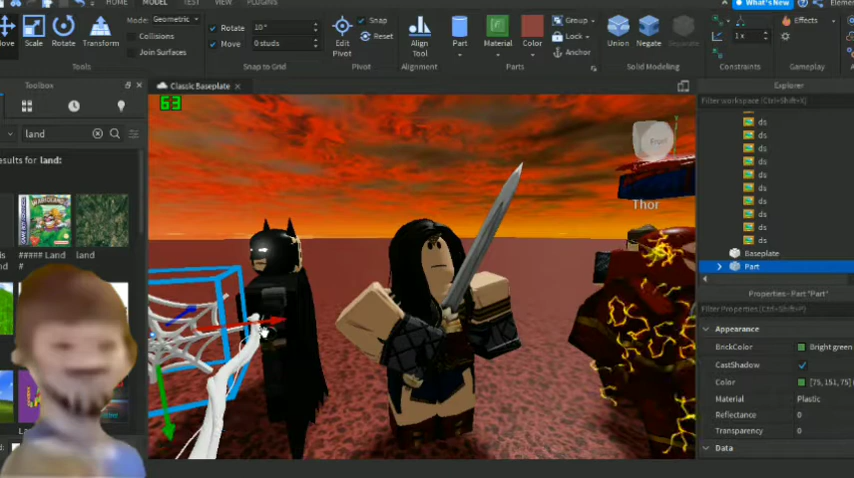 MODEL
TEST
VIEW
PLUGINS
What's New
Move
Scale
Rotate
Transform
Mode: Geometric
Collisions
Join Surfaces
Tools
Rotate 10°
Move 0 studs
Snap to Grid
Edit Pivot
Snap
Reset
Pivot
Align Tool
Alignment
Part
Material
Color
Group
Lock
Anchor
Parts
Union
Negate
Separate
Solid Modeling
1 x
Constraints
Effects
Gameplay
Toolbox
Classic Baseplate
Explorer
Filter workspace (Ctrl+Shift+X)
63
land
esults for land:
Front
Thor
ds
ds
ds
ds
ds
ds
ds
ds
ds
ds
Baseplate
Part
##### Land
#
land
Properties - Part "Part"
Filter Properties (Ctrl+Shift+P)
Appearance
BrickColor Bright green
CastShadow
Color [75, 151, 75]
Material Plastic
Reflectance 0
Transparency 0
Data